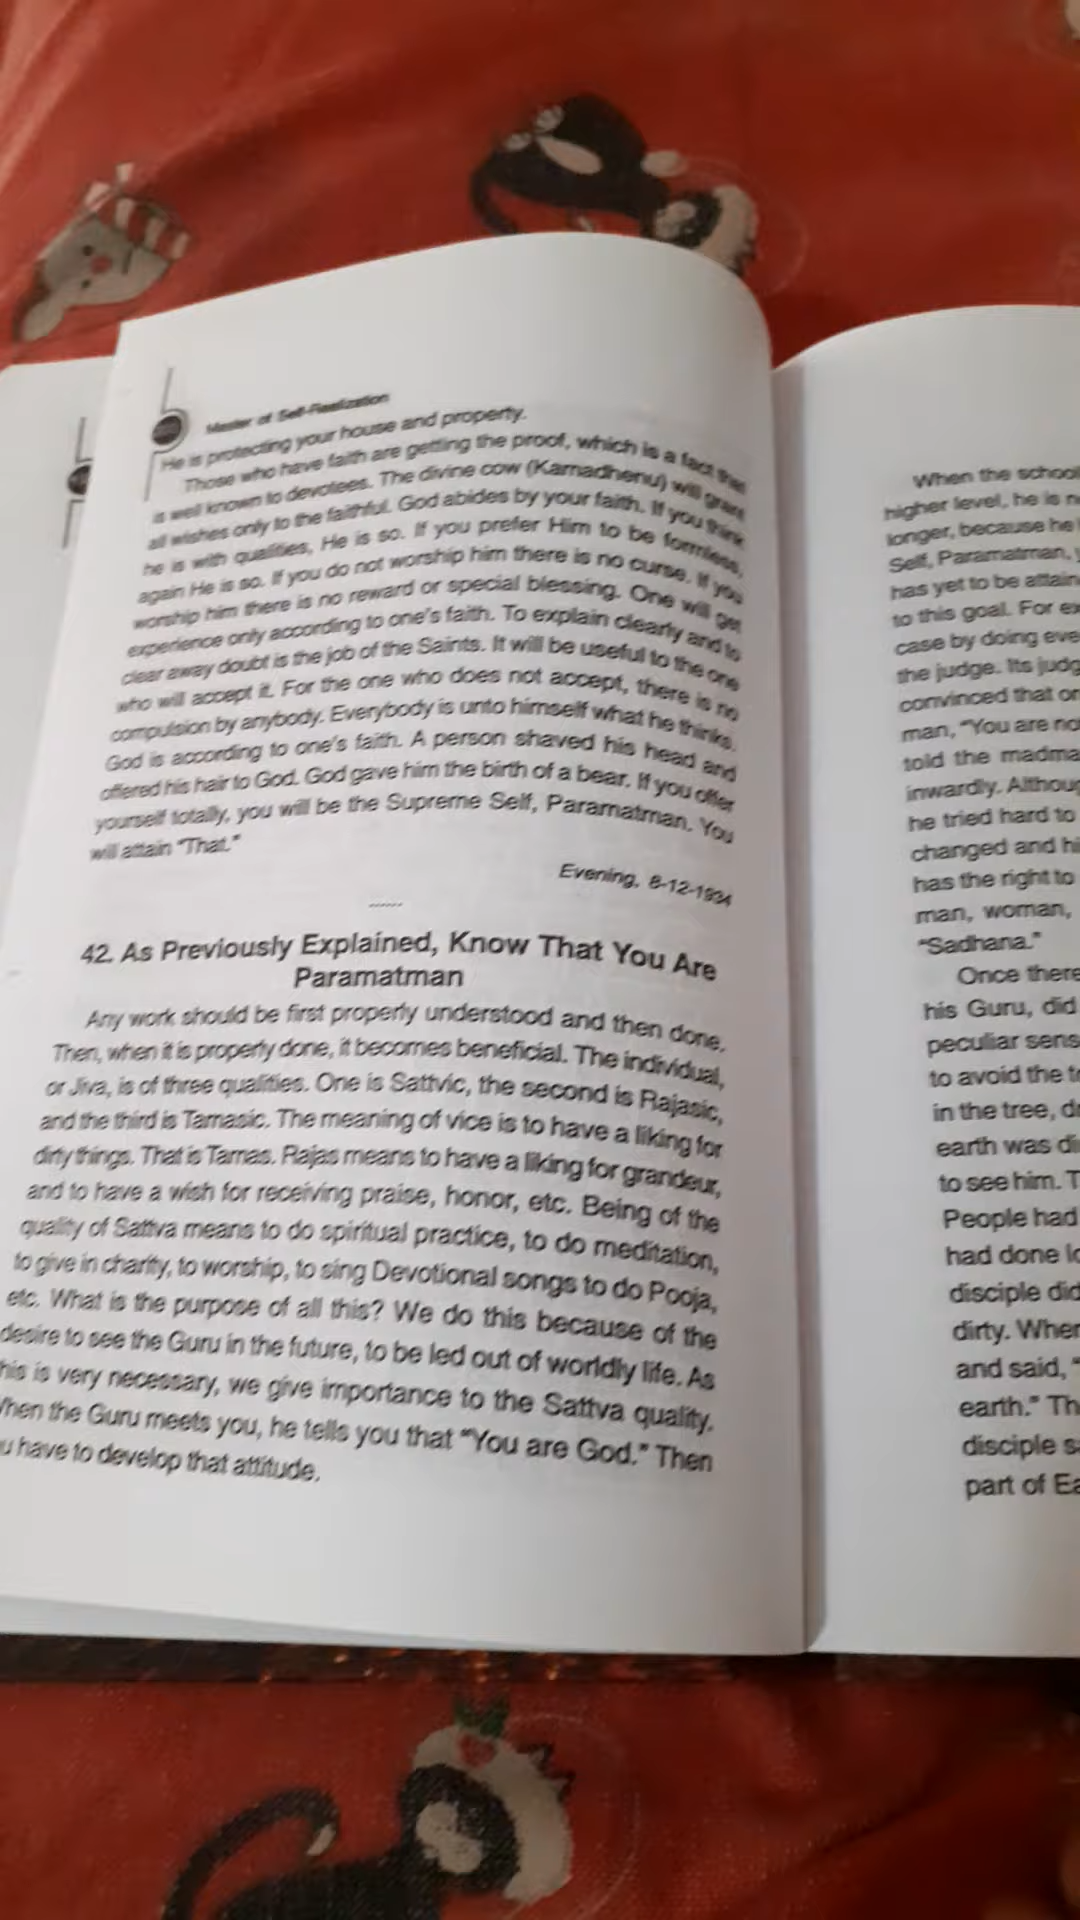 Master of Self-Realization
He is protecting your house and property.
Those who have faith are getting the proof, which is a fact that
is well known to devotees. The divine cow (Kamadhenu) will grant
all wishes only to the faithful. God abides by your faith. If you think
he is with qualities, He is so. If you prefer Him to be formless,
again He is so. If you do not worship him there is no curse. If you
worship him there is no reward or special blessing. One will get
experience only according to one's faith. To explain clearly and to
clear away doubt is the job of the Saints. It will be useful to the one
who will accept it. For the one who does not accept, there is no
compulsion by anybody. Everybody is unto himself what he thinks.
God is according to one's faith. A person shaved his head and
offered his hair to God. God gave him the birth of a bear. If you offer
yourself totally, you will be the Supreme Self, Paramatman. You
will attain "That."
Evening, 8-12-1934
......
42. As Previously Explained, Know That You Are
Paramatman
Any work should be first properly understood and then done.
Then, when it is properly done, it becomes beneficial. The individual,
or Jiva, is of three qualities. One is Sattvic, the second is Rajasic,
and the third is Tamasic. The meaning of vice is to have a liking for
dirty things. That is Tamas. Rajas means to have a liking for grandeur,
and to have a wish for receiving praise, honor, etc. Being of the
quality of Sattva means to do spiritual practice, to do meditation,
to give in charity, to worship, to sing Devotional songs to do Pooja,
etc. What is the purpose of all this? We do this because of the
desire to see the Guru in the future, to be led out of worldly life. As
his is very necessary, we give importance to the Sattva quality.
When the Guru meets you, he tells you that "You are God." Then
u have to develop that attitude.
When the school
higher level, he is
longer, because he
Self, Paramatman,
has yet to be
to this goal. For
case by doing
the judge. Its
convinced that
man, "You are
told the
inwardly.
he tried hard to
changed and
has the right to
man, woman,
"Sadhana."
Once there
his Guru, did
peculiar
to avoid the
in the tree,
earth was
to see him.
People had
had done
disciple
dirty.
and said, "
earth."
disciple
part of